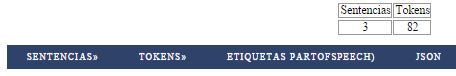 Sentencias Tokens
3 82
SENTENCIAS» TOKENS» ETIQUETAS PARTOFSPEECH) JSON